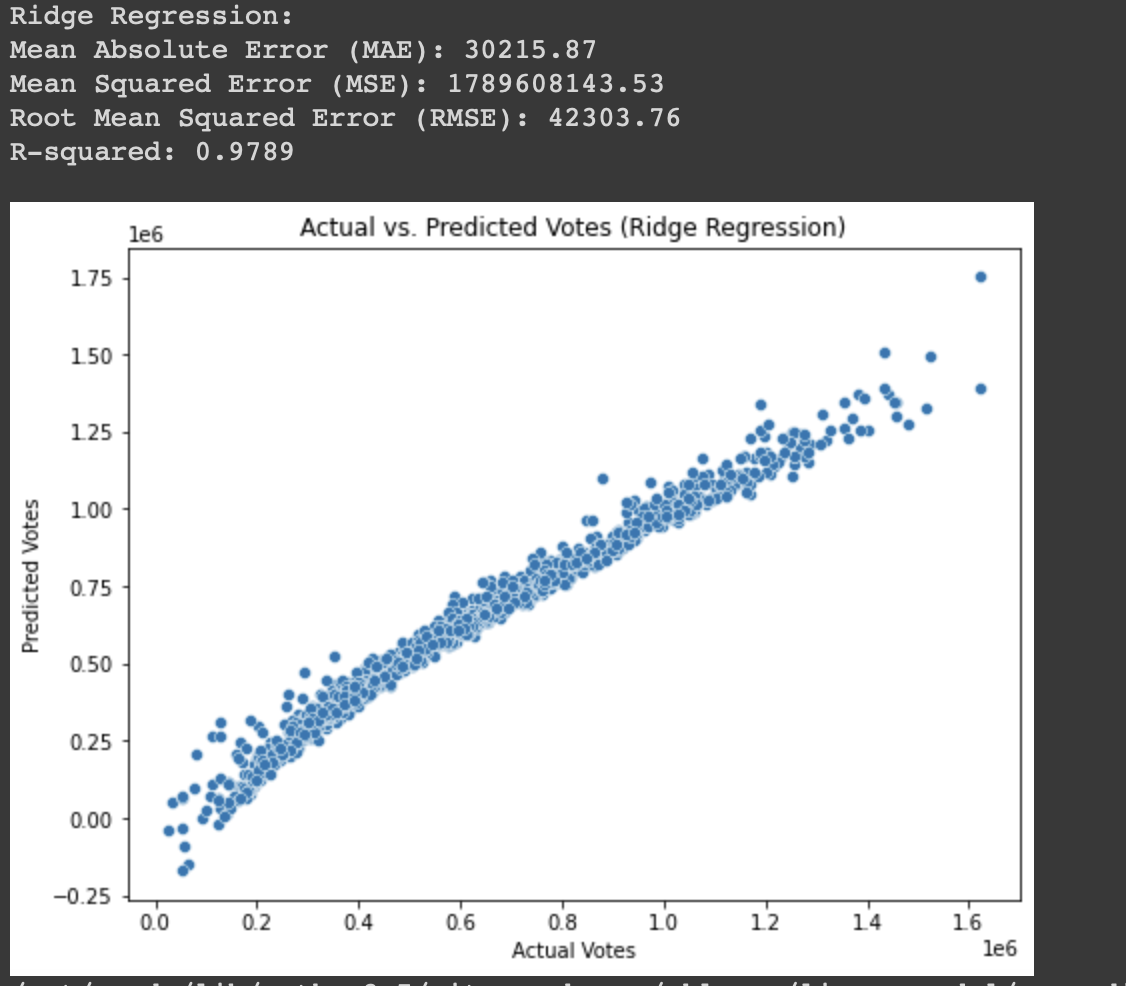 Ridge Regression:
Mean Absolute Error (MAE): 30215.87
Mean Squared Error (MSE): 1789608143.53
Root Mean Squared Error (RMSE): 42303.76
R-squared: 0.9789
Actual vs. Predicted Votes (Ridge Regression)
1e6
1.75
1.50
1.25
1.00
0.75
0.50
0.25
0.00
−0.25
Predicted Votes
0.0 0.2 0.4 0.6 0.8 1.0 1.2 1.4 1.6
Actual Votes
1e6